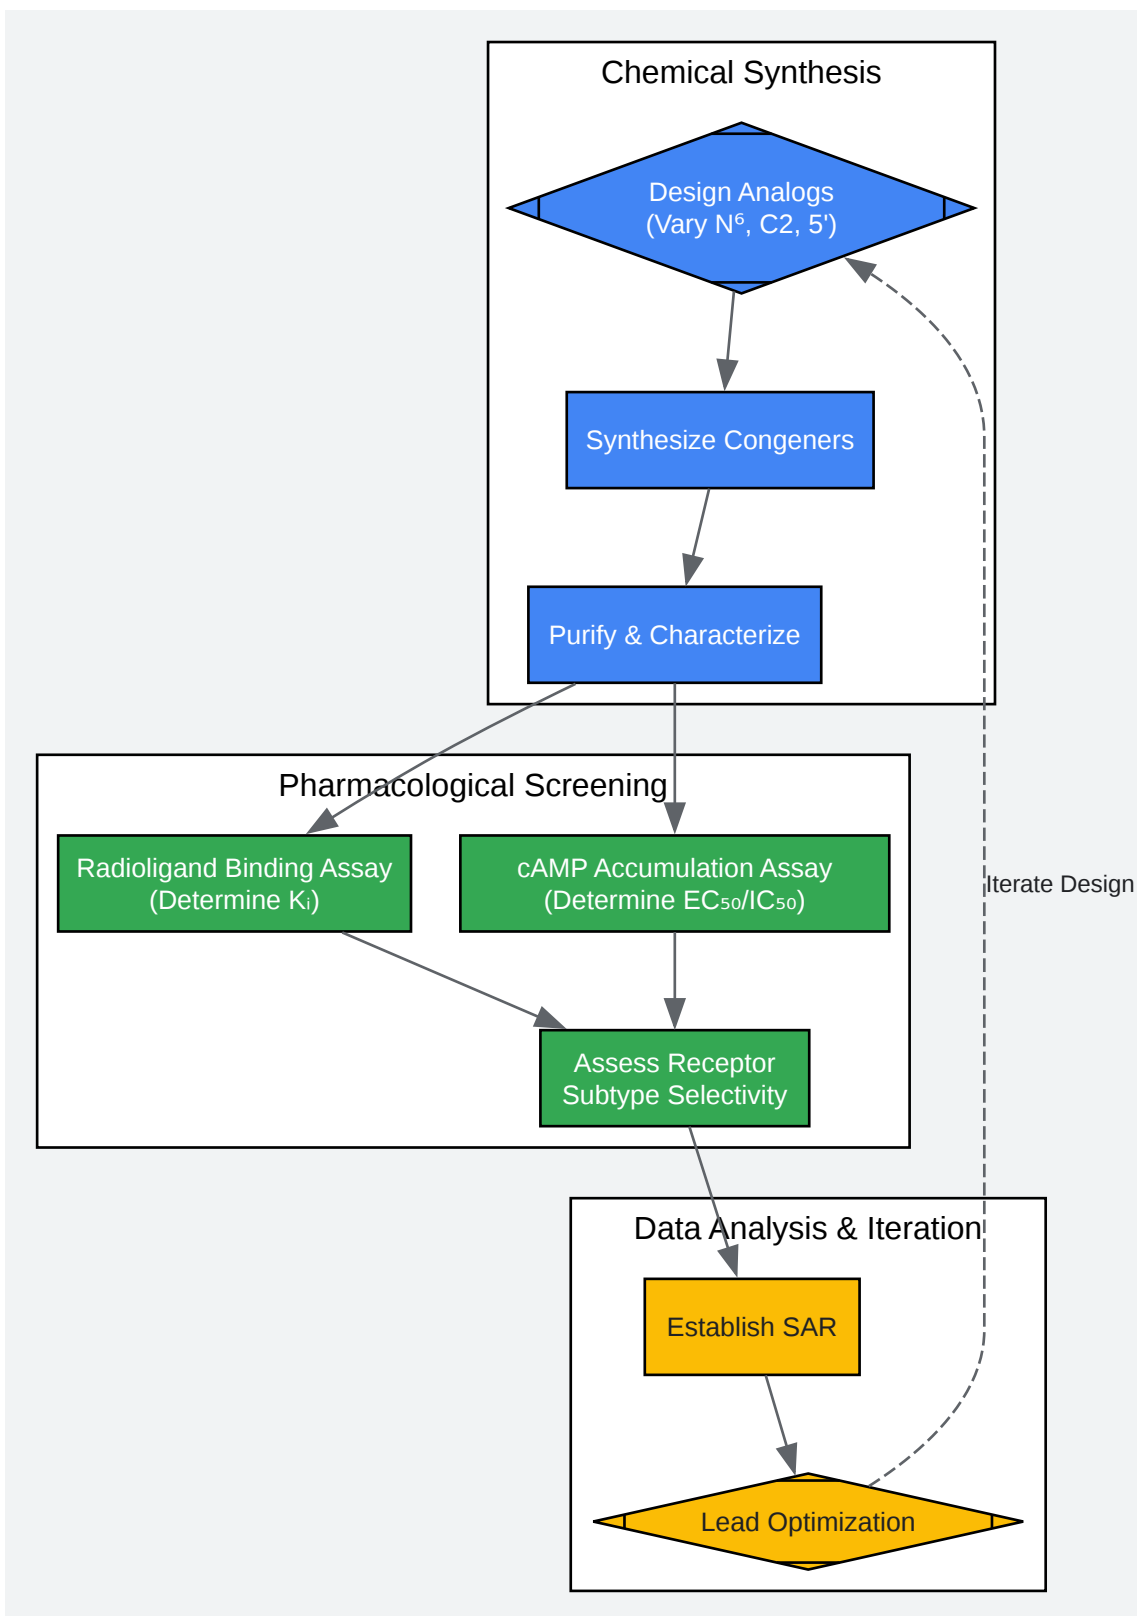 Chemical Synthesis
Design Analogs
(Vary N⁶, C2, 5')
Synthesize Congeners
Purify & Characterize
Pharmacological Screening
Radioligand Binding Assay
(Determine Kᵢ)
cAMP Accumulation Assay
(Determine EC₅₀/IC₅₀)
Iterate Design
Assess Receptor
Subtype Selectivity
Data Analysis & Iteration
Establish SAR
Lead Optimization